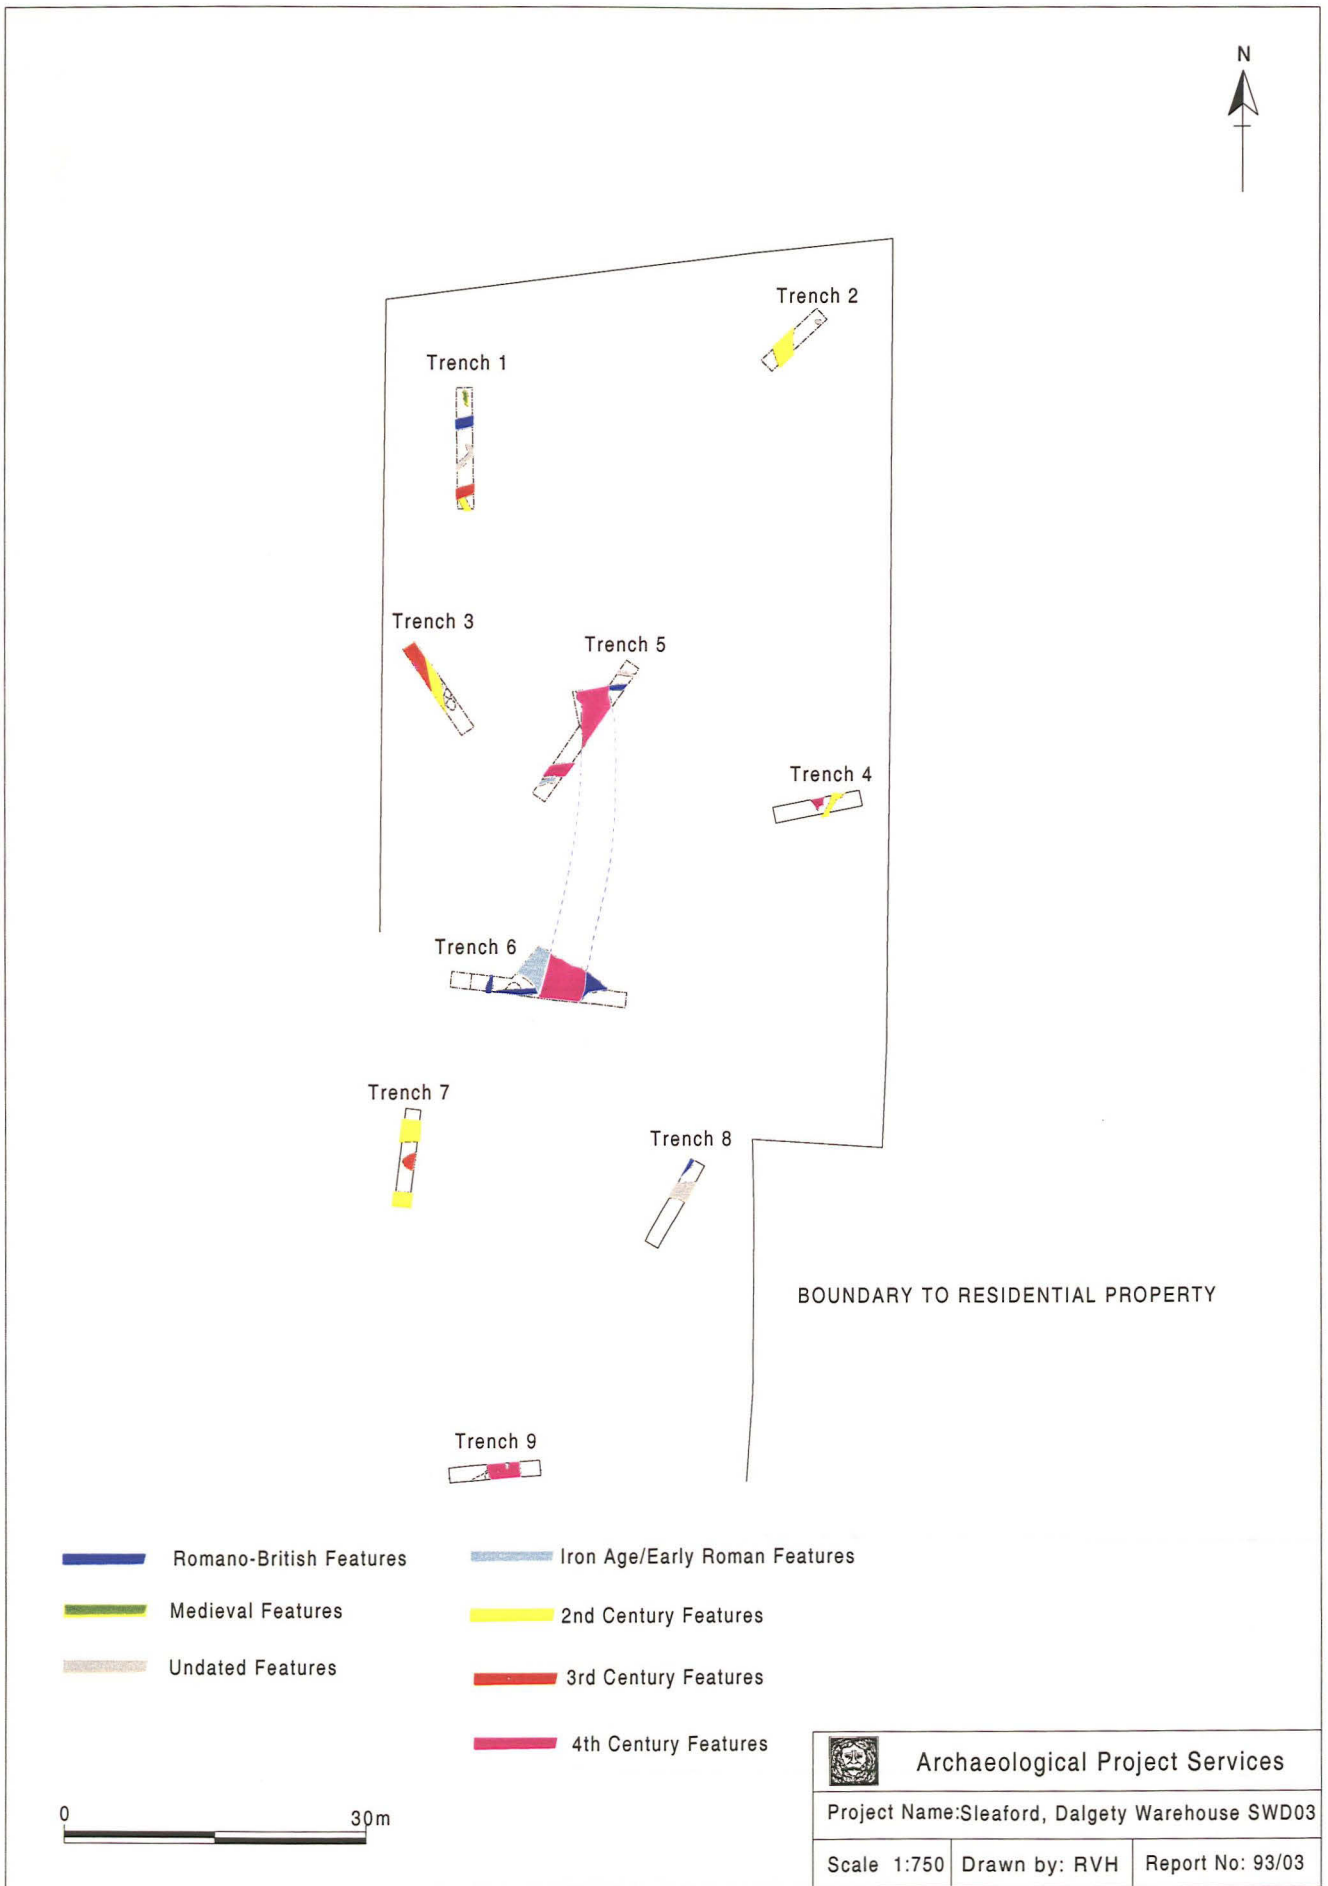 N
Trench 2
Trench 1
Trench 3
Trench 5
Trench 4
Trench 6
Trench 7
Trench 8
BOUNDARY TO RESIDENTIAL PROPERTY
Trench 9
Romano-British Features
Iron Age/Early Roman Features
Medieval Features
2nd Century Features
Undated Features
3rd Century Features
4th Century Features
0 30m
Archaeological Project Services
Project Name:Sleaford, Dalgety Warehouse SWD03
Scale 1:750 Drawn by: RVH Report No: 93/03